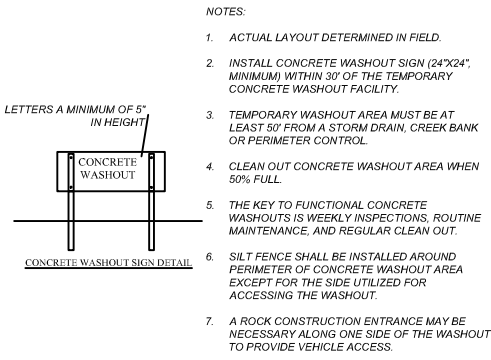 NOTES:
1. ACTUAL LAYOUT DETERMINED IN FIELD.
2. INSTALL CONCRETE WASHOUT SIGN (24"X24",
MINIMUM) WITHIN 30' OF THE TEMPORARY
CONCRETE WASHOUT FACILITY.
3. TEMPORARY WASHOUT AREA MUST BE AT
LEAST 50' FROM A STORM DRAIN, CREEK BANK
OR PERIMETER CONTROL.
4. CLEAN OUT CONCRETE WASHOUT AREA WHEN
50% FULL.
5. THE KEY TO FUNCTIONAL CONCRETE
WASHOUTS IS WEEKLY INSPECTIONS, ROUTINE
MAINTENANCE, AND REGULAR CLEAN OUT.
6. SILT FENCE SHALL BE INSTALLED AROUND
PERIMETER OF CONCRETE WASHOUT AREA
EXCEPT FOR THE SIDE UTILIZED FOR
ACCESSING THE WASHOUT.
7. A ROCK CONSTRUCTION ENTRANCE MAY BE
NECESSARY ALONG ONE SIDE OF THE WASHOUT
TO PROVIDE VEHICLE ACCESS.
LETTERS A MINIMUM OF 5"
IN HEIGHT
CONCRETE
WASHOUT
CONCRETE WASHOUT SIGN DETAIL